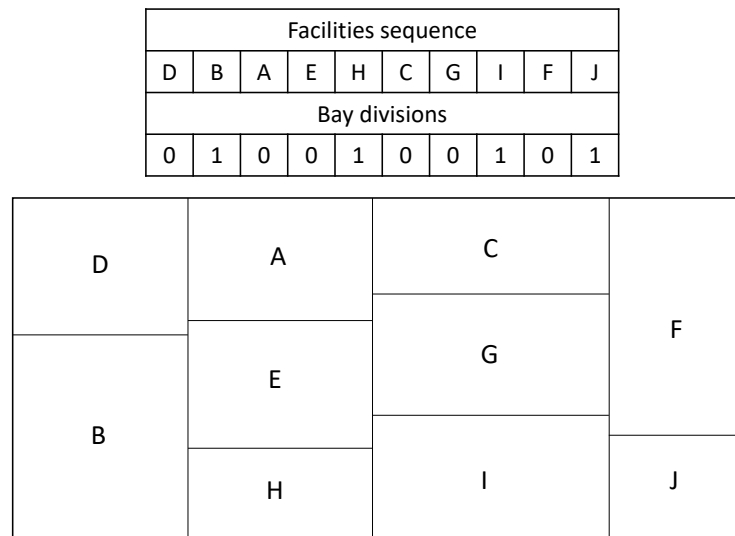 Facilities sequence
D B A E H C G I F J
Bay divisions
0 1 0 0 1 0 0 1 0 1
D A C F
B E G J
H I